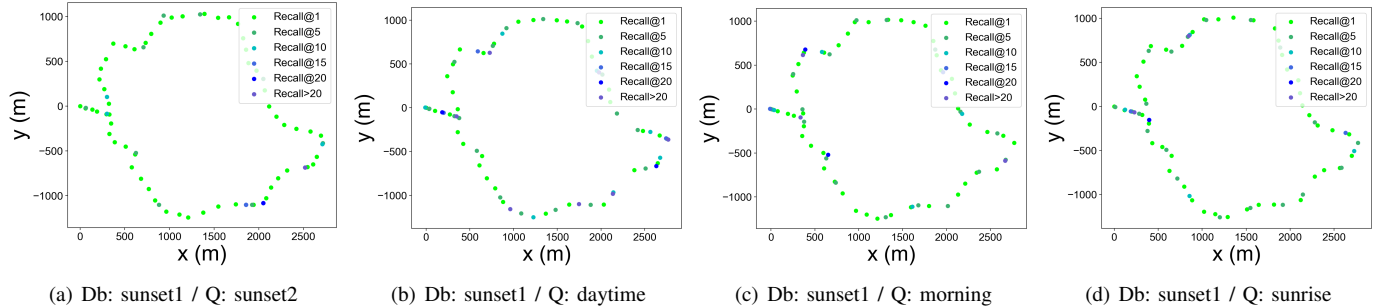 1000
500
0
−500
−1000
y (m)
0 500 1000 1500 2000 2500
x (m)
Recall@1
Recall@5
Recall@10
Recall@15
Recall@20
Recall>20
(a) Db: sunset1 / Q: sunset2
1000
500
0
−500
−1000
y (m)
0 500 1000 1500 2000 2500
x (m)
Recall@1
Recall@5
Recall@10
Recall@15
Recall@20
Recall>20
(b) Db: sunset1 / Q: daytime
1000
500
0
−500
−1000
y (m)
0 500 1000 1500 2000 2500
x (m)
Recall@1
Recall@5
Recall@10
Recall@15
Recall@20
Recall>20
(c) Db: sunset1 / Q: morning
1000
500
0
−500
−1000
y (m)
0 500 1000 1500 2000 2500
x (m)
Recall@1
Recall@5
Recall@10
Recall@15
Recall@20
Recall>20
(d) Db: sunset1 / Q: sunrise